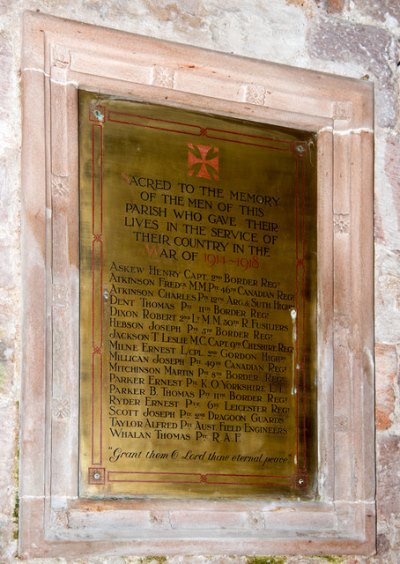 SACRED TO THE MEMORY
OF THE MEN OF THIS
PARISH WHO GAVE THEIR
LIVES IN THE SERVICE OF
THEIR COUNTRY IN THE
WAR OF 1914-1918
ASKEW HENRY CAPT. 2ND BORDER REGT
ATKINSON FREDK M.M. PTE 46TH CANADIAN REGT
ATKINSON CHARLES PTE 12TH ARG & SUTH HIGHRS
DENT THOMAS PTE 11TH BORDER REGT
DIXON ROBERT 2ND LT M.M. 30TH R FUSILIERS
HEBSON JOSEPH PTE 5TH BORDER REGT
JACKSON T. LESLIE M.C. CAPT. 9TH CHESHIRE REGT
MILNE ERNEST L/CPL. 2ND GORDON HIGHRS
MILLICAN JOSEPH PTE 49TH CANADIAN REGT
MITCHINSON MARTIN PTE 8TH BORDER REGT
PARKER ERNEST PTE K.O. YORKSHIRE L.I.
PARKER B. THOMAS PTE 11TH BORDER REGT
RYDER ERNEST PTE 6TH LEICESTER REGT
SCOTT JOSEPH PTE 2ND DRAGOON GUARDS
TAYLOR ALFRED PTE AUST. FIELD ENGINEERS
WHALAN THOMAS PTE R.A.F.
"Grant them O Lord thine eternal peace"